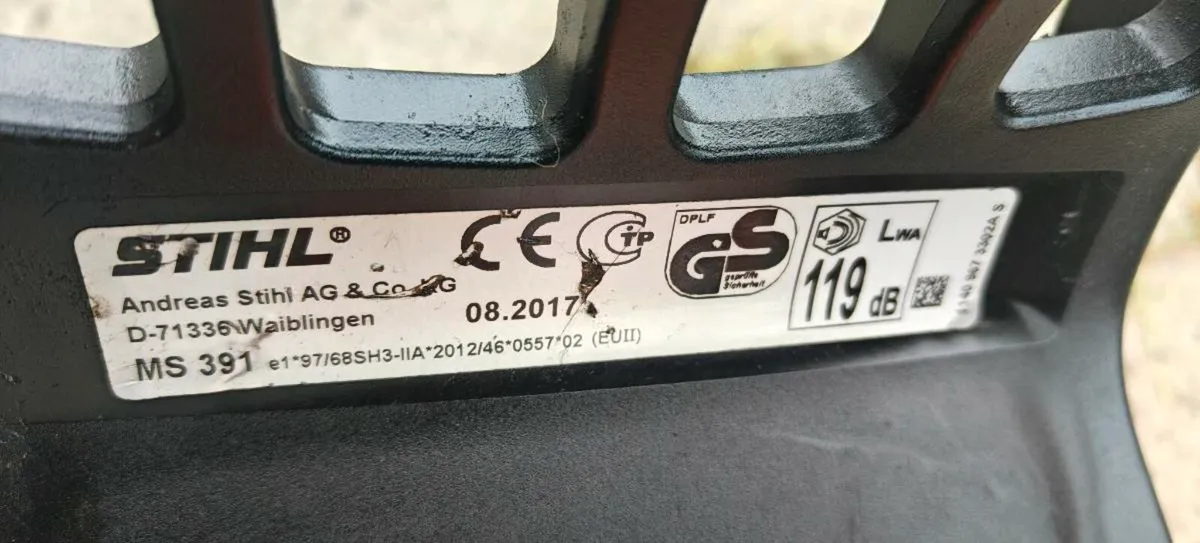 STIHL®
Andreas Stihl AG & Co. KG
D-71336 Waiblingen
08.2017
MS 391 e1*97/68SH3-IIA*2012/46*0557*02 (EUII)
CE
CTP
DPLF
GS
geprüfte
Sicherheit
LWA
119 dB